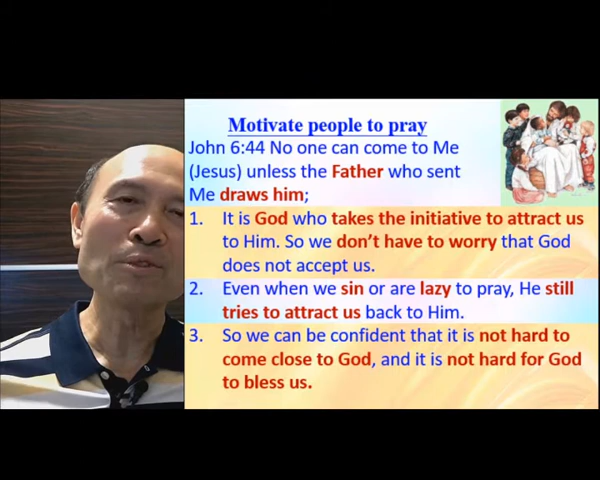 Motivate people to pray
John 6:44 No one can come to Me
(Jesus) unless the Father who sent
Me draws him;
1. It is God who takes the initiative to attract us
to Him. So we don't have to worry that God
does not accept us.
2. Even when we sin or are lazy to pray, He still
tries to attract us back to Him.
3. So we can be confident that it is not hard to
come close to God, and it is not hard for God
to bless us.